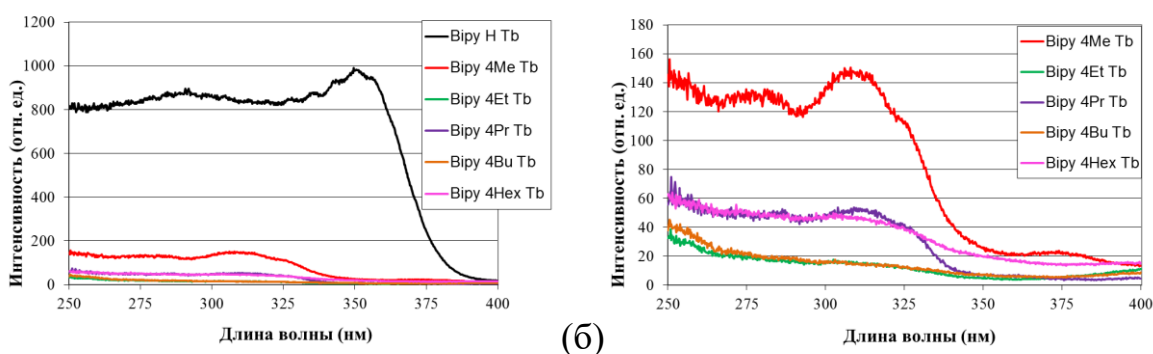 1200
1000
800
600
400
200
0
250
275
300
325
350
375
400
Интенсивность (отн. ед.)
Длина волны (нм)
Bipy H Tb
Bipy 4Me Tb
Bipy 4Et Tb
Bipy 4Pr Tb
Bipy 4Bu Tb
Bipy 4Hex Tb
(б)
180
160
140
120
100
80
60
40
20
0
250
275
300
325
350
375
400
Интенсивность (отн. ед.)
Длина волны (нм)
Bipy 4Me Tb
Bipy 4Et Tb
Bipy 4Pr Tb
Bipy 4Bu Tb
Bipy 4Hex Tb